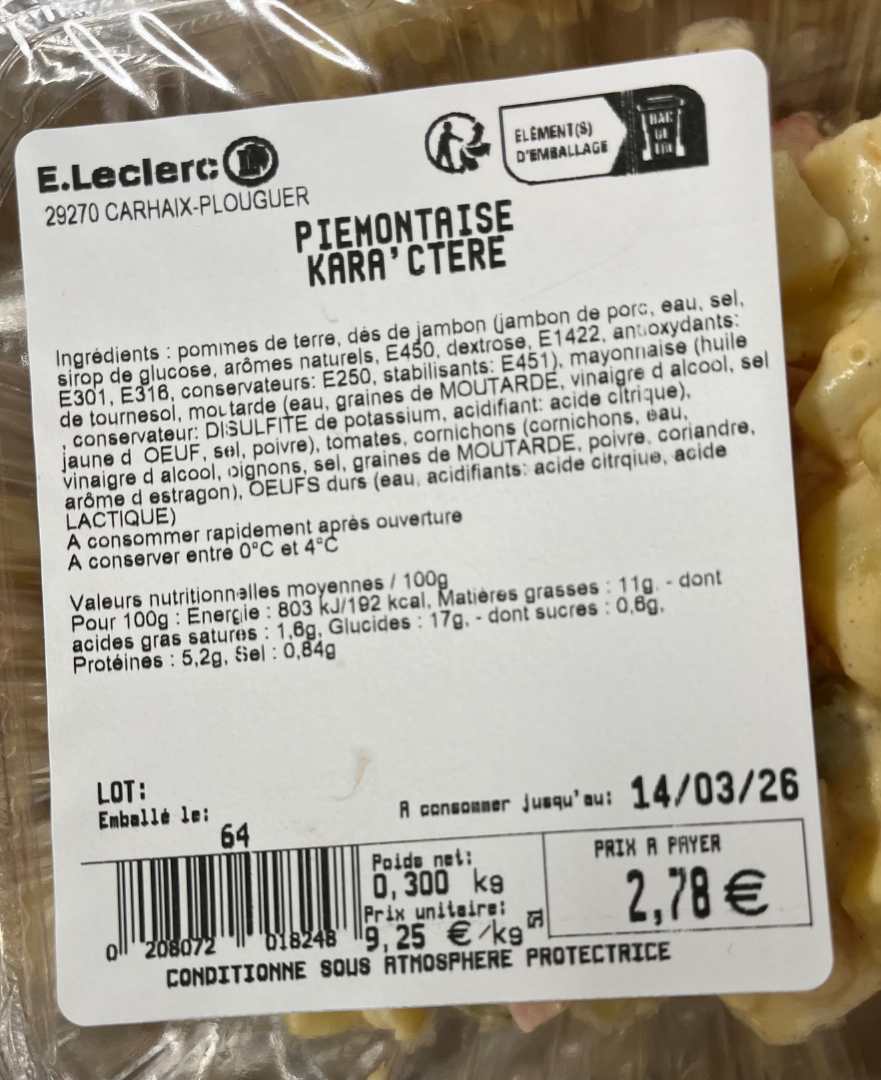 E.Leclerc
29270 CARHAIX-PLOUGUER
ELÉMENT(S)
D'EMBALLAGE
BAC
DE
TRI
PIEMONTAISE
KARA'CTERE
Ingrédients : pommes de terre, dés de jambon (jambon de porc, eau, sel,
sirop de glucose, arômes naturels, E450, dextrose, E1422, antioxydants:
E301, E316, conservateurs: E250, stabilisants: E451), mayonnaise (huile
de tournesol, moutarde (eau, graines de MOUTARDE, vinaigre d alcool, sel
, conservateur: DISULFITE de potassium, acidifiant: acide citrique),
jaune d OEUF, sel, poivre), tomates, cornichons (cornichons, eau,
vinaigre d alcool, oignons, sel, graines de MOUTARDE, poivre, coriandre,
arôme d estragon), OEUFS durs (eau, acidifiants: acide citrqiue, acide
LACTIQUE)
A consommer rapidement après ouverture
A conserver entre 0°C et 4°C
Valeurs nutritionnelles moyennes / 100g
Pour 100g : Energie : 803 kJ/192 kcal, Matières grasses : 11g. - dont
acides gras saturés : 1,6g, Glucides : 17g. - dont sucres : 0,6g,
Protéines : 5,2g, Sel : 0,84g
LOT:
Emballé le:
64
A consommer jusqu'au: 14/03/26
Poids net:
0,300 kg
Prix unitaire:
9,25 €/kg
PRIX A PAYER
2,78 €
0 208072 018248
CONDITIONNE SOUS ATMOSPHERE PROTECTRICE